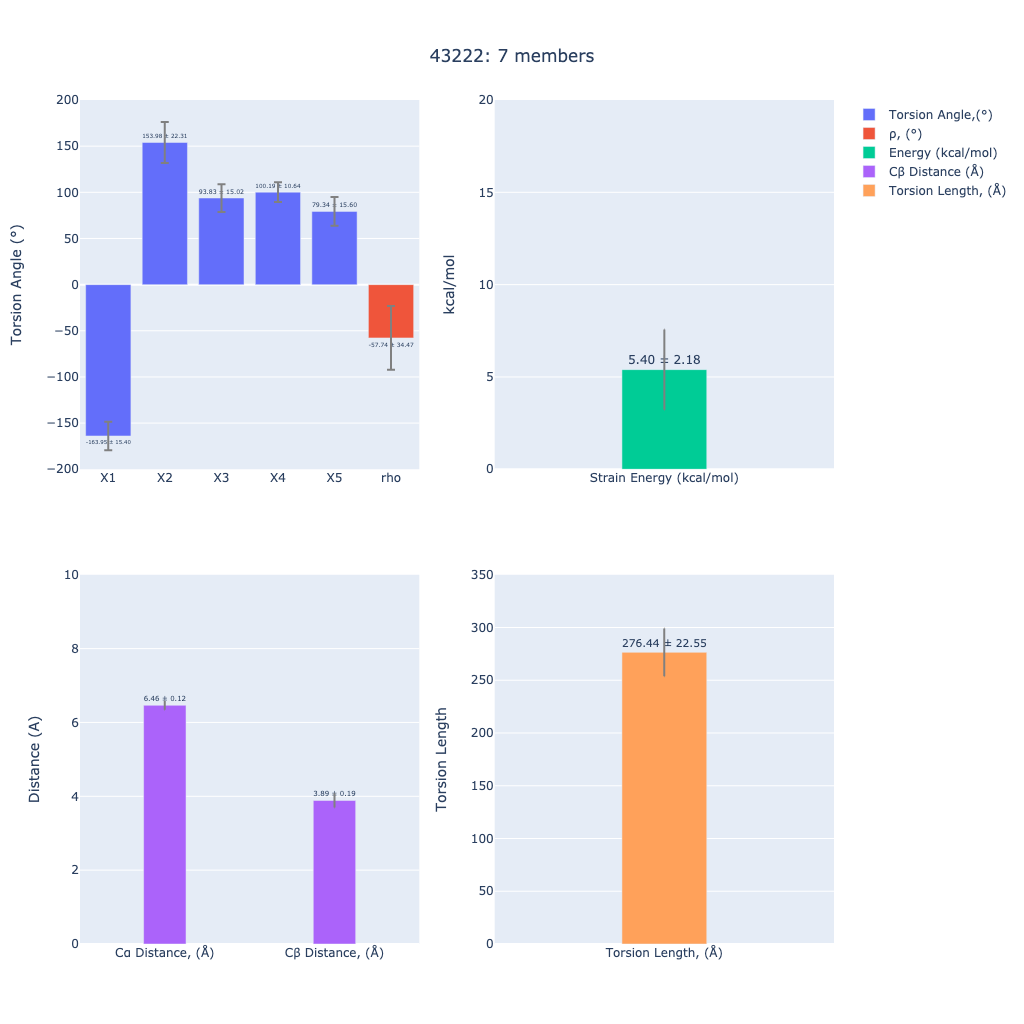 43222: 7 members
Torsion Angle (°)
200
150
100
50
0
−50
−100
−150
−200
153.98 ± 22.31
93.83 ± 15.02
100.19 ± 10.64
79.34 ± 15.60
-57.74 ± 34.47
-163.95 ± 15.40
X1 X2 X3 X4 X5 rho
kcal/mol
20
15
10
5
0
5.40 ± 2.18
Strain Energy (kcal/mol)
Torsion Angle,(°)
ρ, (°)
Energy (kcal/mol)
Cβ Distance (Å)
Torsion Length, (Å)
Distance (A)
10
8
6
4
2
0
6.46 ± 0.12
3.89 ± 0.19
Cα Distance, (Å) Cβ Distance, (Å)
Torsion Length
350
300
250
200
150
100
50
0
276.44 ± 22.55
Torsion Length, (Å)